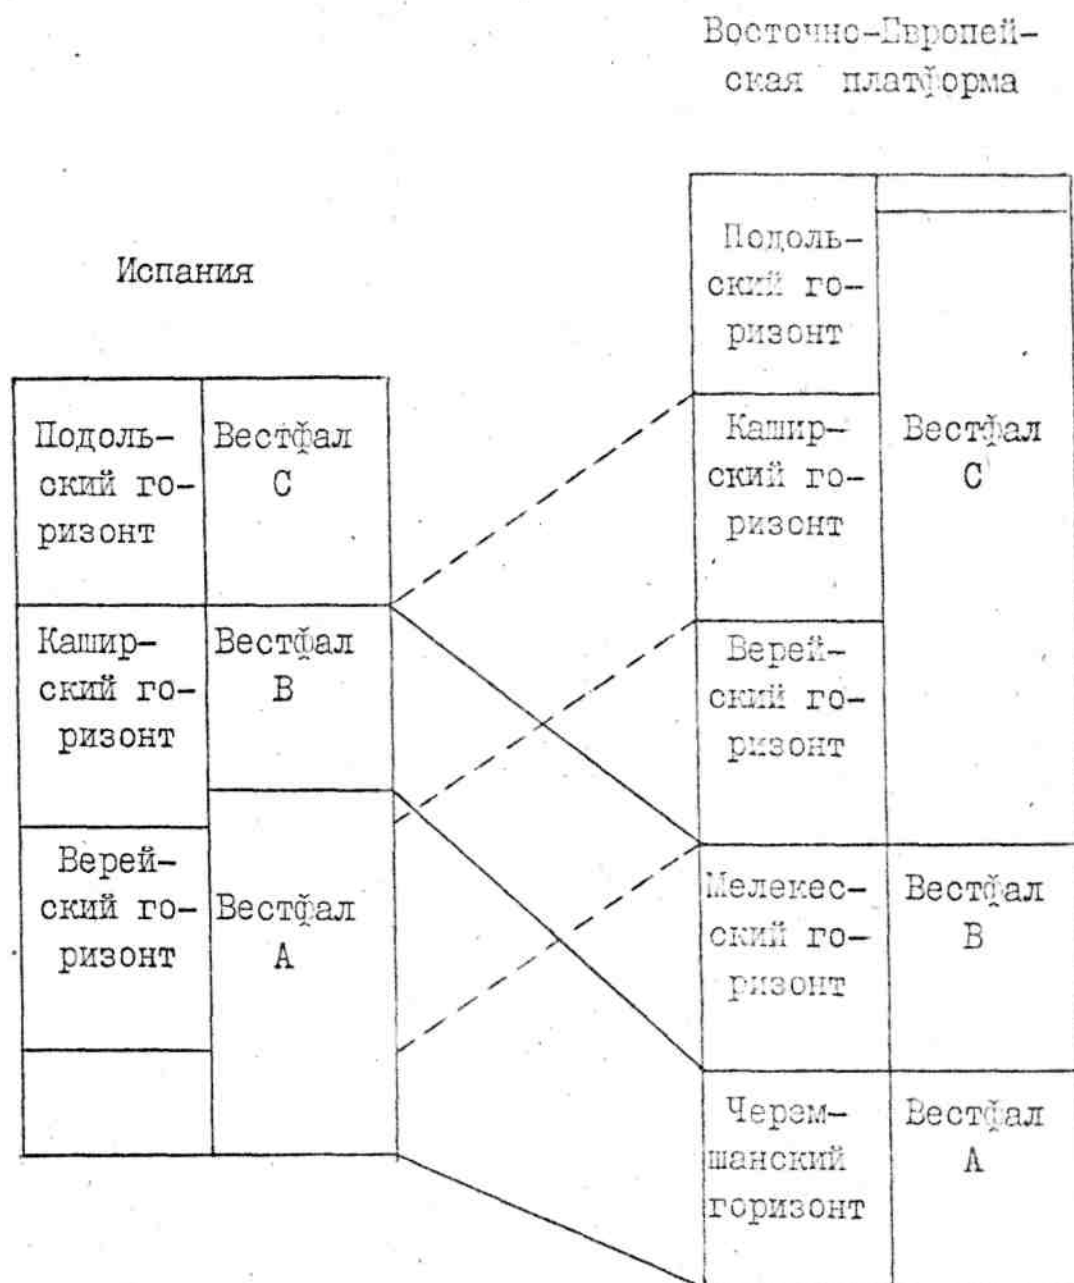 Восточно-Европей-
ская платформа
Испания
Подоль-
ский го-
ризонт
Вестфал
С
Кашир-
ский го-
ризонт
Вестфал
В
Верей-
ский го-
ризонт
Вестфал
А
Подоль-
ский го-
ризонт
Кашир-
ский го-
ризонт
Вестфал
С
Верей-
ский го-
ризонт
Мелекес-
ский го-
ризонт
Вестфал
В
Черем-
шанский
горизонт
Вестфал
А